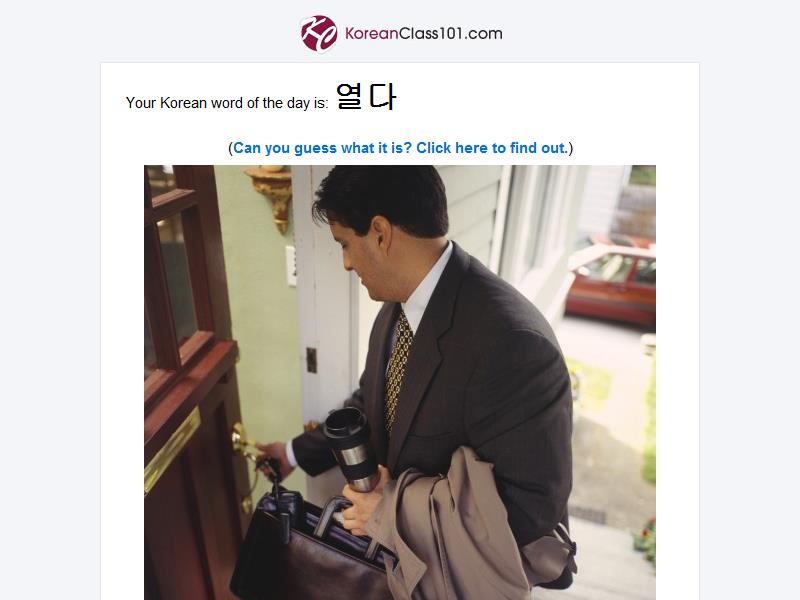 KC KoreanClass101.com
Your Korean word of the day is: 열다
(Can you guess what it is? Click here to find out.)